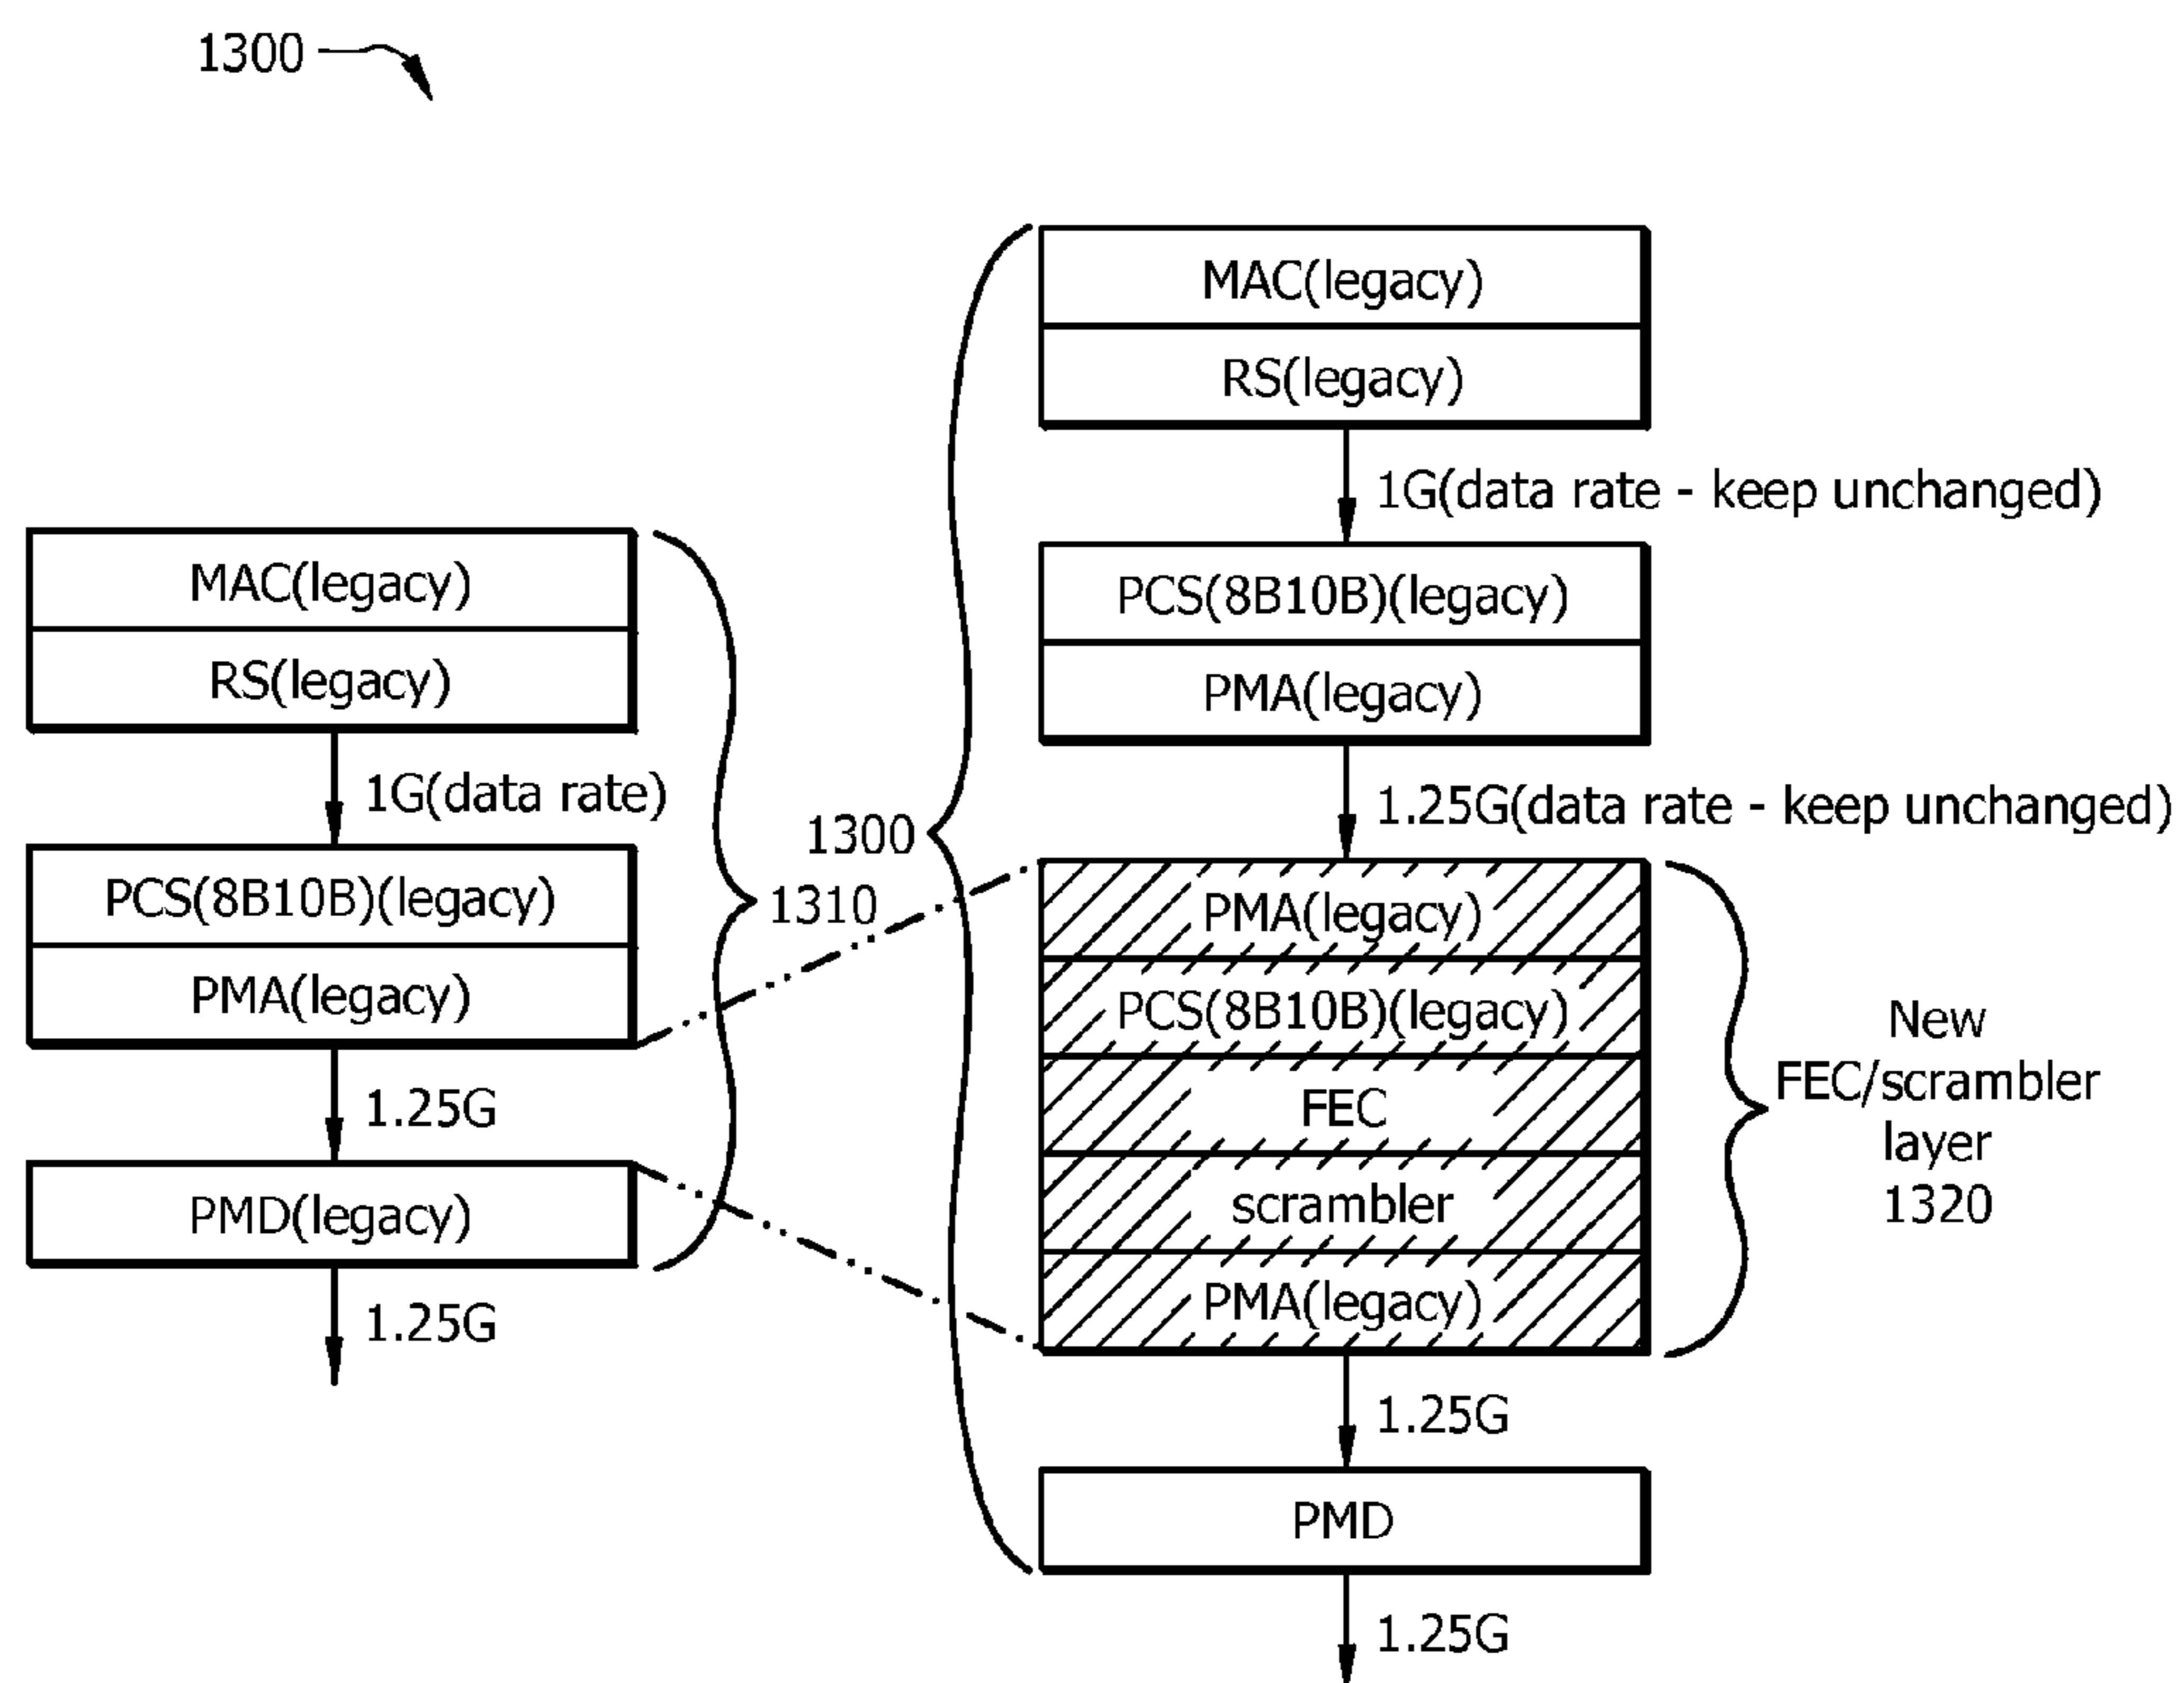 1300
MAC(legacy)
RS(legacy)
1G(data rate)
PCS(8B10B)(legacy)
PMA(legacy)
1.25G
PMD(legacy)
1.25G
1310
1300
MAC(legacy)
RS(legacy)
1G(data rate - keep unchanged)
PCS(8B10B)(legacy)
PMA(legacy)
1.25G(data rate - keep unchanged)
PMA(legacy)
PCS(8B10B)(legacy)
FEC
scrambler
PMA(legacy)
New
FEC/scrambler
layer
1320
1.25G
PMD
1.25G